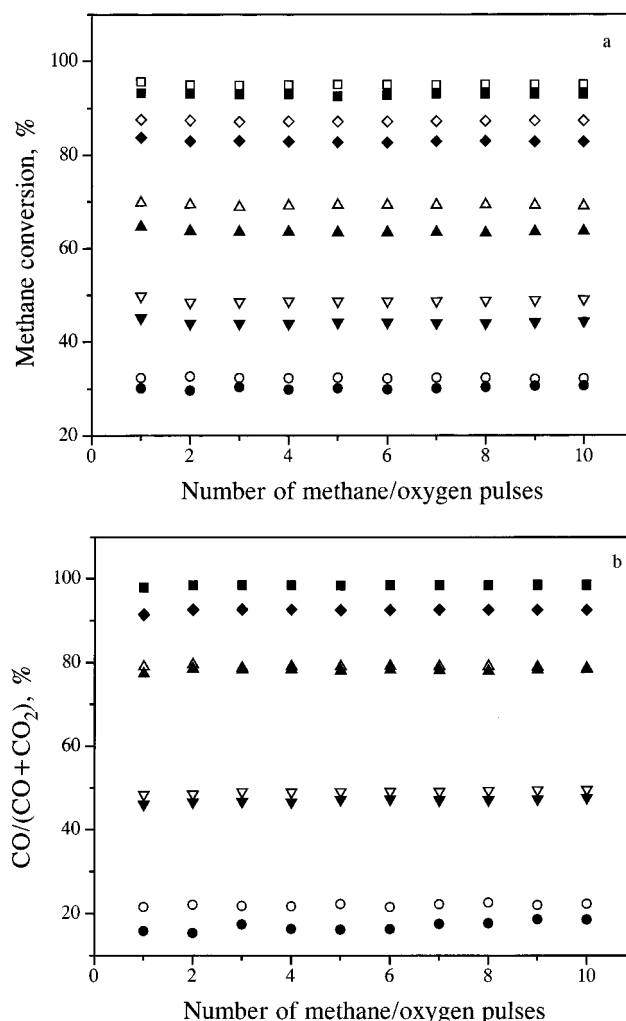 a
100
80
60
40
20
Methane conversion, %
0 2 4 6 8 10
Number of methane/oxygen pulses
b
100
80
60
40
20
CO/(CO+CO₂), %
0 2 4 6 8 10
Number of methane/oxygen pulses